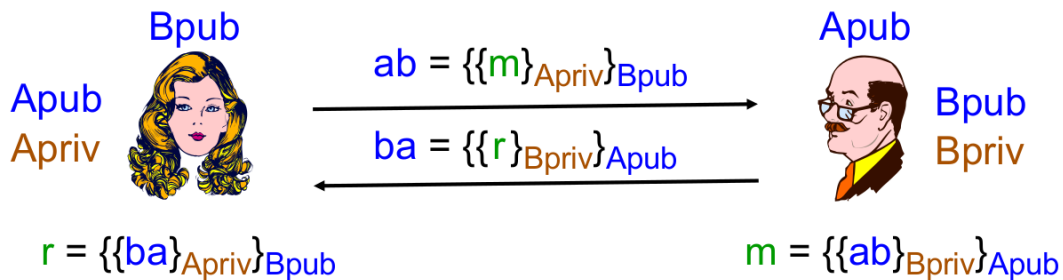 Bpub
Apub
ab = {{m}Apriv}Bpub
Apub
Apriv
Bpub
Bpriv
ba = {{r}Bpriv}Apub
r = {{ba}Apriv}Bpub
m = {{ab}Bpriv}Apub